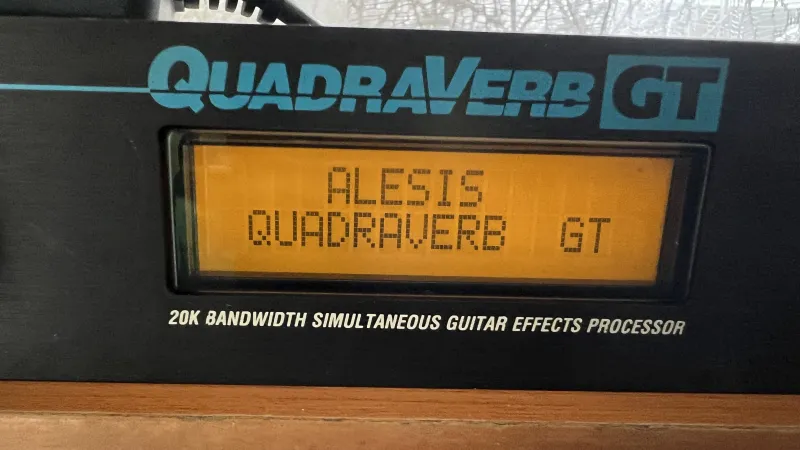 QUADRAVERB GT
ALESIS
QUADRAVERB GT
20K BANDWIDTH SIMULTANEOUS GUITAR EFFECTS PROCESSOR